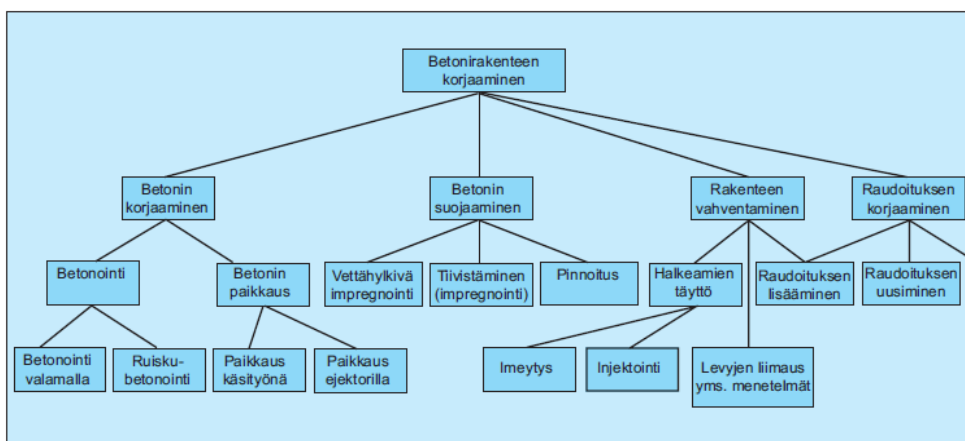 Betonirakenteen
korjaaminen
Betonin
korjaaminen
Betonin
suojaaminen
Rakenteen
vahventaminen
Raudoituksen
korjaaminen
Betonointi
Betonin
paikkaus
Vettähylkivä
impregnointi
Tiivistäminen
(impregnointi)
Pinnoitus
Halkeamien
täyttö
Raudoituksen
lisääminen
Raudoituksen
uusiminen
Betonointi
valamalla
Ruisku-
betonointi
Paikkaus
käsityönä
Paikkaus
ejektorilla
Imeytys
Injektointi
Levyjen liimaus
yms. menetelmät